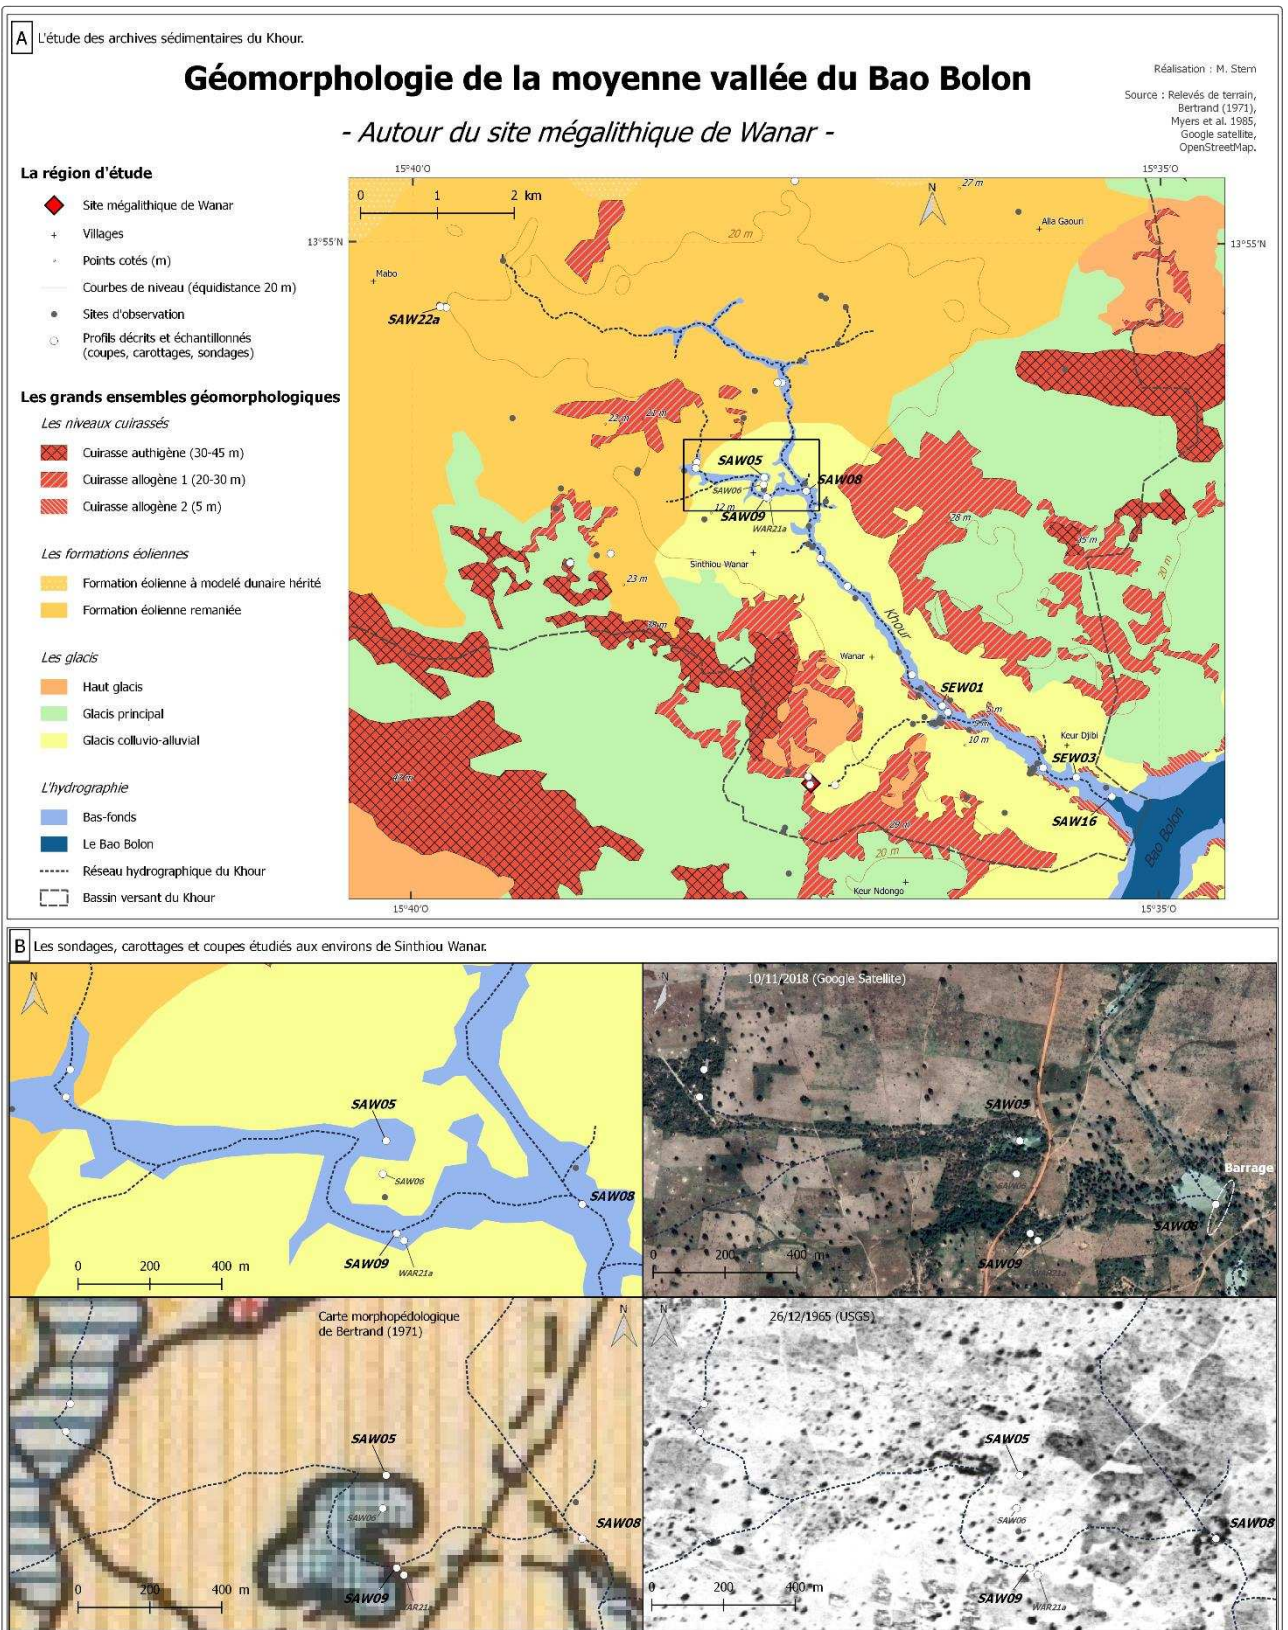 A L'étude des archives sédimentaires du Khour.
Géomorphologie de la moyenne vallée du Bao Bolon
- Autour du site mégalithique de Wanar -
Réalisation : M. Stern
Source : Relevés de terrain,
Bertrand (1971),
Myers et al. 1985,
Google satellite,
OpenStreetMap.
La région d'étude
Site mégalithique de Wanar
Villages
Points cotés (m)
Courbes de niveau (équidistance 20 m)
Sites d'observation
Profils décrits et échantillonnés
(coupes, carottages, sondages)
Les grands ensembles géomorphologiques
Les niveaux cuirassés
Cuirasse authigène (30-45 m)
Cuirasse allogène 1 (20-30 m)
Cuirasse allogène 2 (5 m)
Les formations éoliennes
Formation éolienne à modelé dunaire hérité
Formation éolienne remaniée
Les glacis
Haut glacis
Glacis principal
Glacis colluvio-alluvial
L'hydrographie
Bas-fonds
Le Bao Bolon
Réseau hydrographique du Khour
Bassin versant du Khour
15°40'O
15°35'O
0 1 2 km
N
27 m
Alla Gaouri
20 m
13°55'N
13°55'N
Mabo
SAW22a
22 m
21 m
SAW05
SAW06
SAW08
12 m
SAW09
WAR21a
28 m
35 m
20 m
Sinthiou Wanar
23 m
38 m
Khour
Wanar
SEW01
5 m
10 m
Keur Djibi
SEW03
SAW16
Bao Bolon
20 m
Keur Ndongo
15°40'O
15°35'O
B Les sondages, carottages et coupes étudiés aux environs de Sinthiou Wanar.
N
SAW05
SAW06
SAW08
SAW09
WAR21a
0 200 400 m
N
10/11/2018 (Google Satellite)
SAW05
SAW06
Barrage
SAW08
SAW09
WAR21a
0 200 400 m
Carte morphopédologique
de Bertrand (1971)
N
SAW05
SAW06
SAW08
SAW09
WAR21a
0 200 400 m
N
26/12/1965 (USGS)
SAW05
SAW06
SAW08
SAW09
WAR21a
0 200 400 m